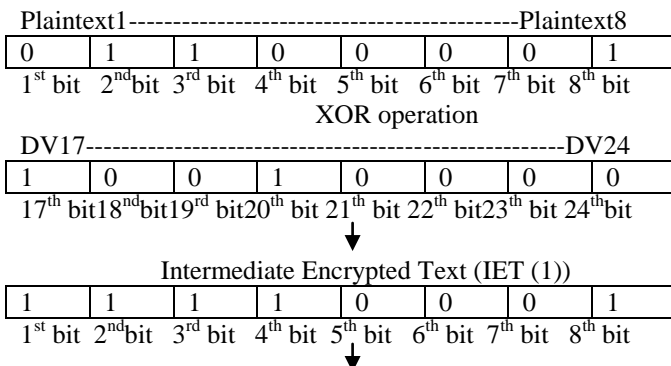 Plaintext1-------------------------------------------Plaintext8
0 1 1 0 0 0 0 1
1st bit 2ndbit 3rd bit 4th bit 5th bit 6th bit 7th bit 8th bit
XOR operation
DV17-----------------------------------------------------DV24
1 0 0 1 0 0 0 0
17th bit18ndbit19rd bit20th bit 21th bit 22th bit23th bit 24thbit
Intermediate Encrypted Text (IET (1))
1 1 1 1 0 0 0 1
1st bit 2ndbit 3rd bit 4th bit 5th bit 6th bit 7th bit 8th bit